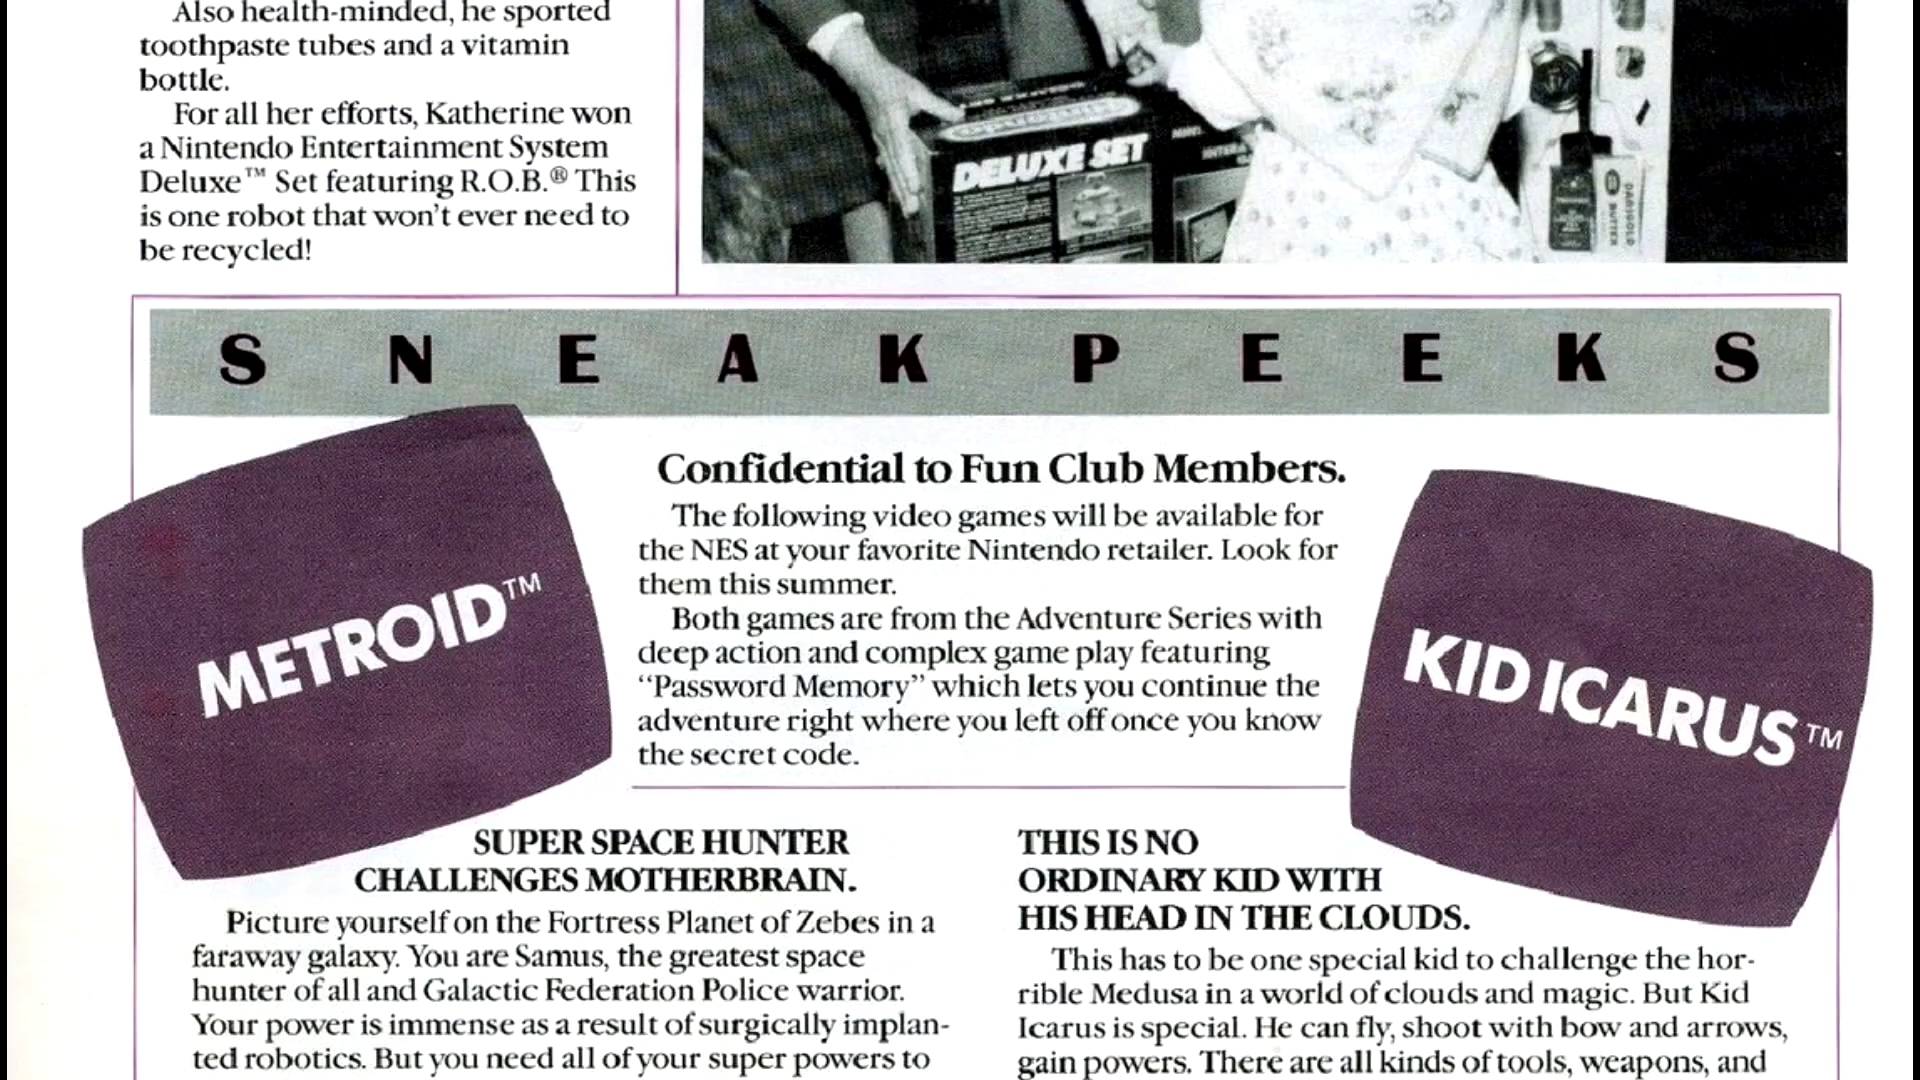 Also health-minded, he sported
toothpaste tubes and a vitamin
bottle.
For all her efforts, Katherine won
a Nintendo Entertainment System
Deluxe™ Set featuring R.O.B.® This
is one robot that won't ever need to
be recycled!
DELUXE SET
DARIGOLD
BUTTER
SNEAK PEEKS
METROID™
Confidential to Fun Club Members.
The following video games will be available for
the NES at your favorite Nintendo retailer. Look for
them this summer.
Both games are from the Adventure Series with
deep action and complex game play featuring
“Password Memory” which lets you continue the
adventure right where you left off once you know
the secret code.
KID ICARUS™
SUPER SPACE HUNTER
CHALLENGES MOTHERBRAIN.
Picture yourself on the Fortress Planet of Zebes in a
faraway galaxy. You are Samus, the greatest space
hunter of all and Galactic Federation Police warrior.
Your power is immense as a result of surgically implan-
ted robotics. But you need all of your super powers to
THIS IS NO
ORDINARY KID WITH
HIS HEAD IN THE CLOUDS.
This has to be one special kid to challenge the hor-
rible Medusa in a world of clouds and magic. But Kid
Icarus is special. He can fly, shoot with bow and arrows,
gain powers. There are all kinds of tools, weapons, and